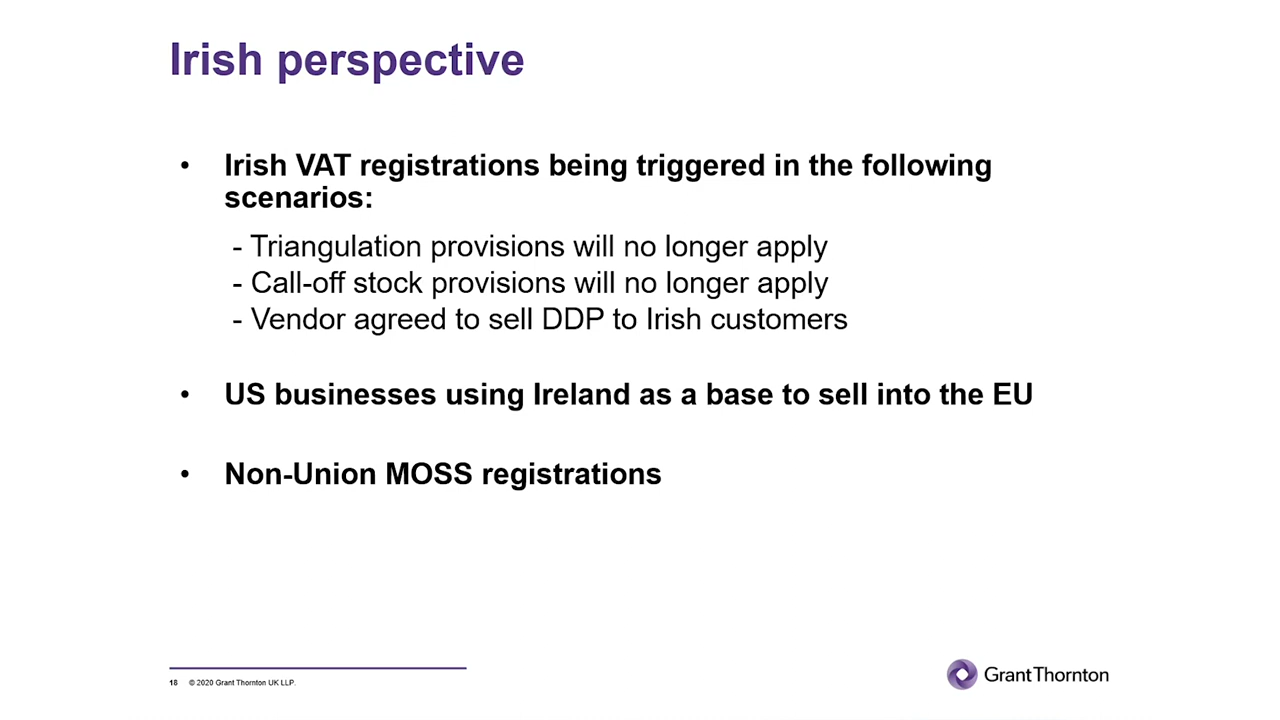 Irish perspective
• Irish VAT registrations being triggered in the following
scenarios:
- Triangulation provisions will no longer apply
- Call-off stock provisions will no longer apply
- Vendor agreed to sell DDP to Irish customers
• US businesses using Ireland as a base to sell into the EU
• Non-Union MOSS registrations
18 © 2020 Grant Thornton UK LLP.
GrantThornton